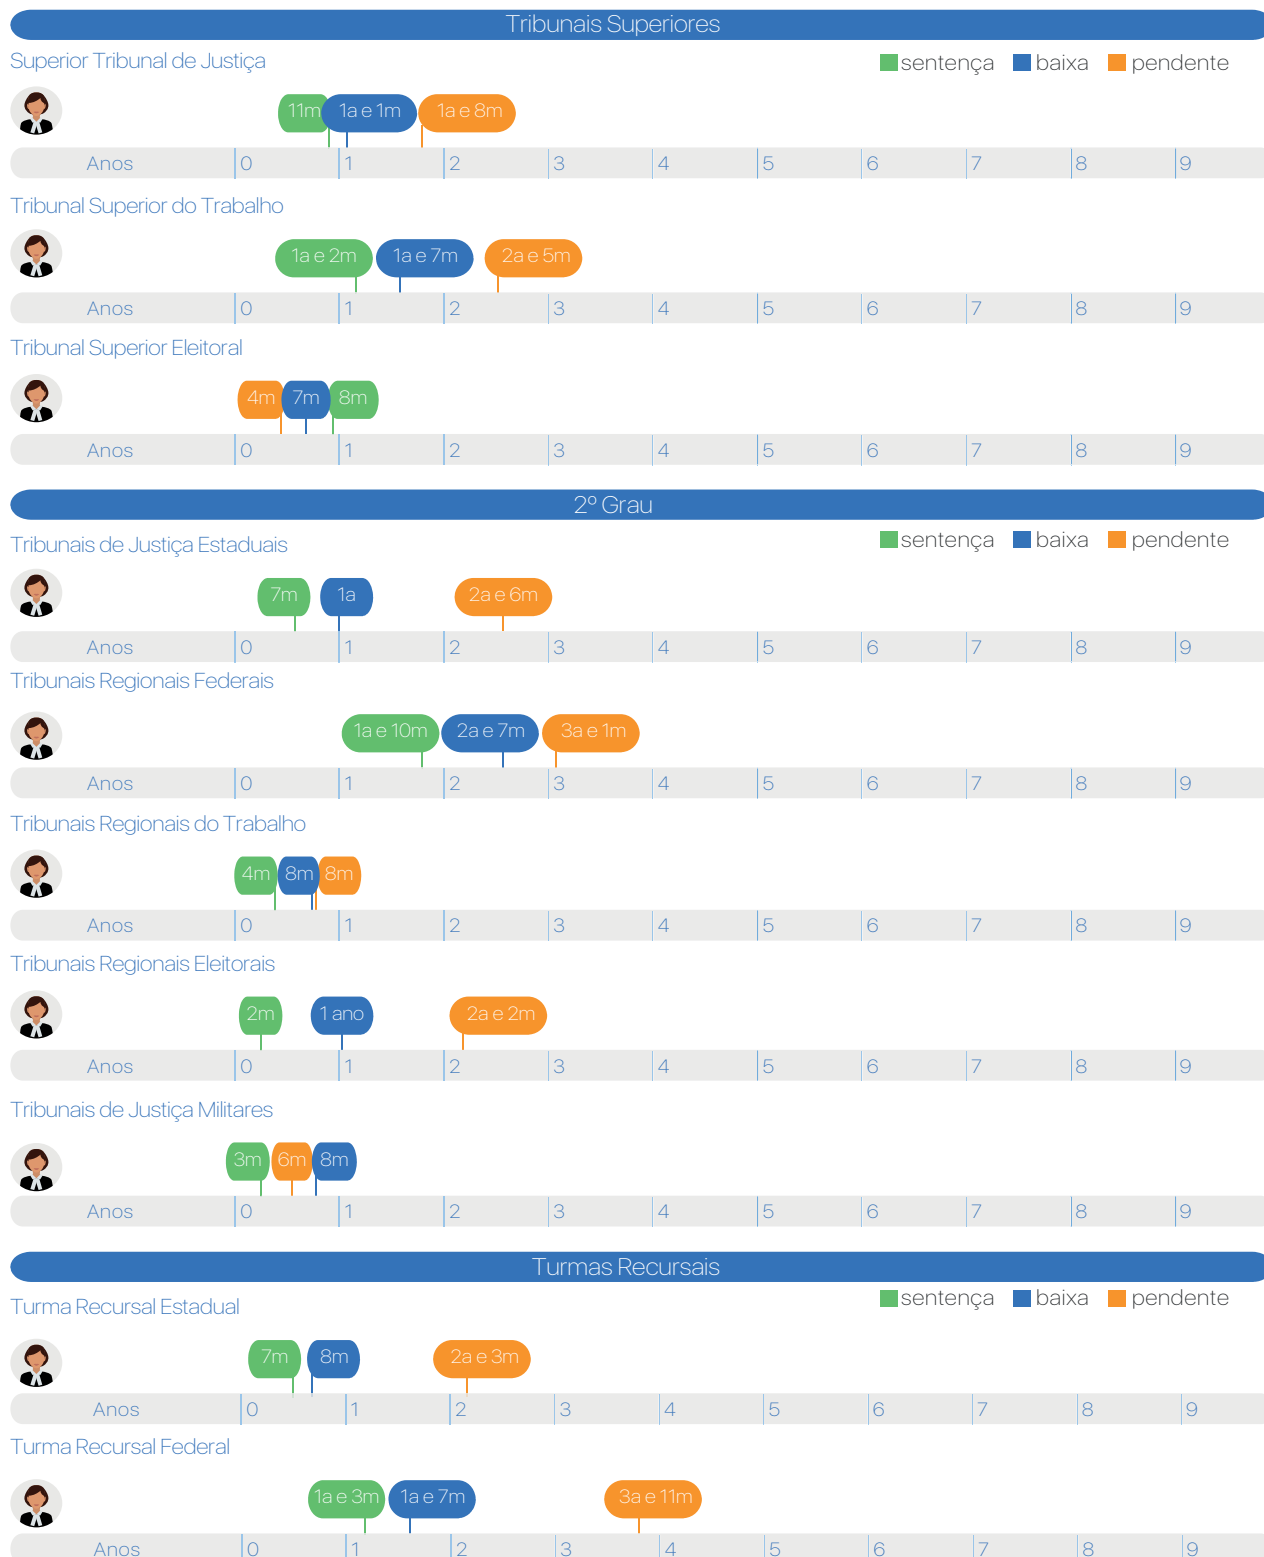 Tribunais Superiores
Superior Tribunal de Justiça
sentença baixa pendente
11m 1a e 1m 1a e 8m
Anos 0 1 2 3 4 5 6 7 8 9
Tribunal Superior do Trabalho
1a e 2m 1a e 7m 2a e 5m
Anos 0 1 2 3 4 5 6 7 8 9
Tribunal Superior Eleitoral
4m 7m 8m
Anos 0 1 2 3 4 5 6 7 8 9
2º Grau
Tribunais de Justiça Estaduais
sentença baixa pendente
7m 1a 2a e 6m
Anos 0 1 2 3 4 5 6 7 8 9
Tribunais Regionais Federais
1a e 10m 2a e 7m 3a e 1m
Anos 0 1 2 3 4 5 6 7 8 9
Tribunais Regionais do Trabalho
4m 8m 8m
Anos 0 1 2 3 4 5 6 7 8 9
Tribunais Regionais Eleitorais
2m 1 ano 2a e 2m
Anos 0 1 2 3 4 5 6 7 8 9
Tribunais de Justiça Militares
3m 6m 8m
Anos 0 1 2 3 4 5 6 7 8 9
Turmas Recursais
Turma Recursal Estadual
sentença baixa pendente
7m 8m 2a e 3m
Anos 0 1 2 3 4 5 6 7 8 9
Turma Recursal Federal
1a e 3m 1a e 7m 3a e 11m
Anos 0 1 2 3 4 5 6 7 8 9